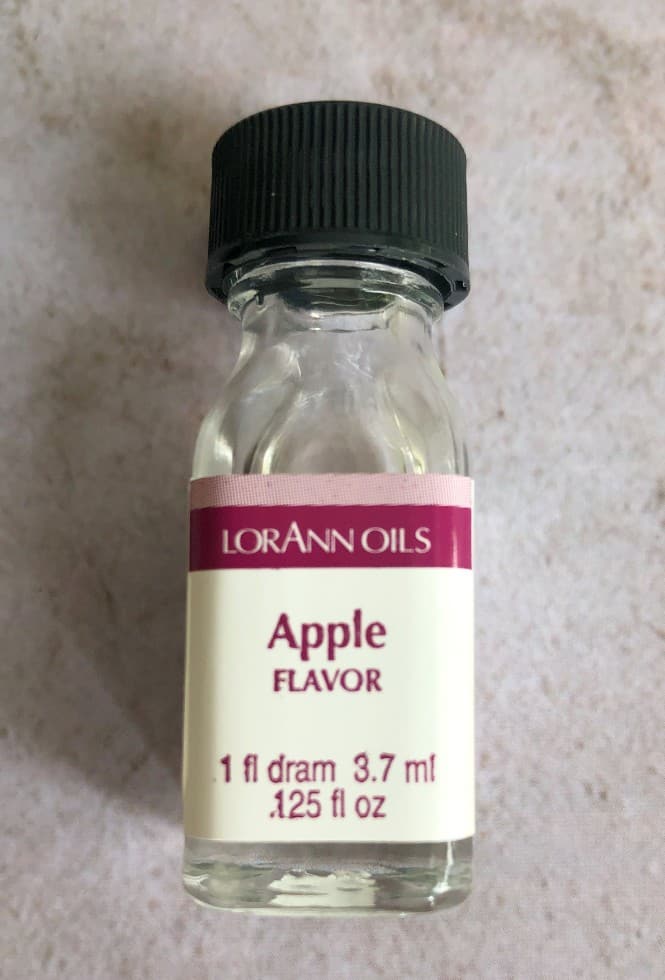 LORANN OILS
Apple
FLAVOR
1 fl dram 3.7 ml
.125 fl oz